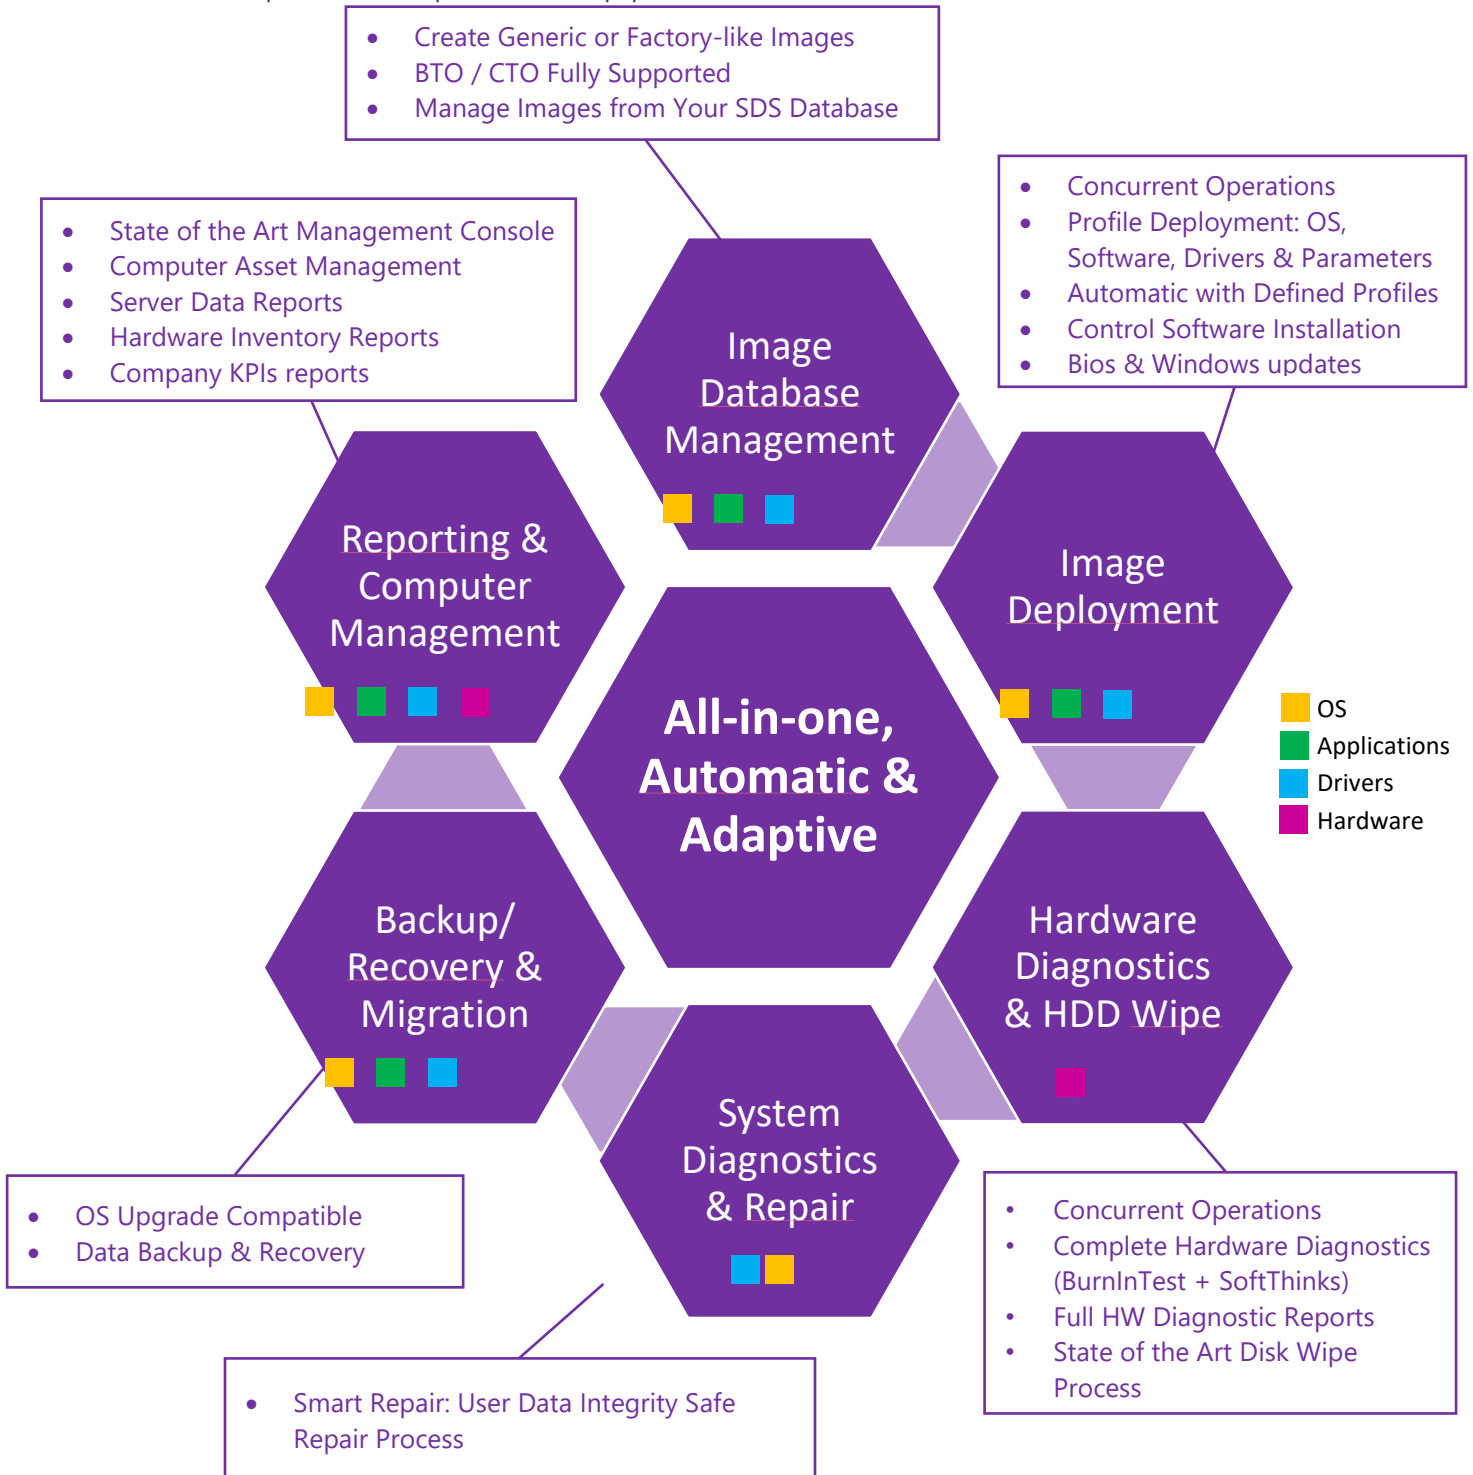 • Create Generic or Factory-like Images
• BTO / CTO Fully Supported
• Manage Images from Your SDS Database
• State of the Art Management Console
• Computer Asset Management
• Server Data Reports
• Hardware Inventory Reports
• Company KPIs reports
• Concurrent Operations
• Profile Deployment: OS,
Software, Drivers & Parameters
• Automatic with Defined Profiles
• Control Software Installation
• Bios & Windows updates
Image
Database
Management
Reporting &
Computer
Management
Image
Deployment
All-in-one,
Automatic &
Adaptive
OS
Applications
Drivers
Hardware
Backup/
Recovery &
Migration
Hardware
Diagnostics
& HDD Wipe
System
Diagnostics
& Repair
• OS Upgrade Compatible
• Data Backup & Recovery
• Concurrent Operations
• Complete Hardware Diagnostics
(BurnInTest + SoftThinks)
• Full HW Diagnostic Reports
• State of the Art Disk Wipe
Process
• Smart Repair: User Data Integrity Safe
Repair Process